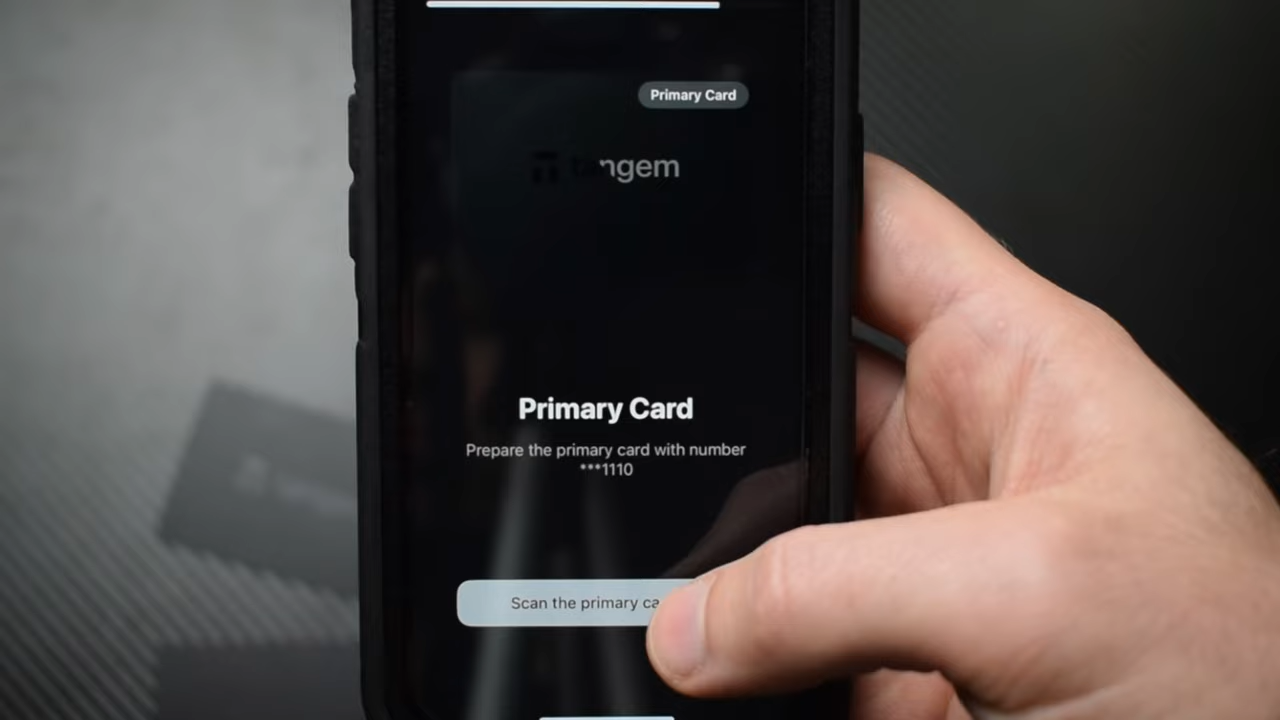 Primary Card
tangem
Primary Card
Prepare the primary card with number
***1110
Scan the primary ca